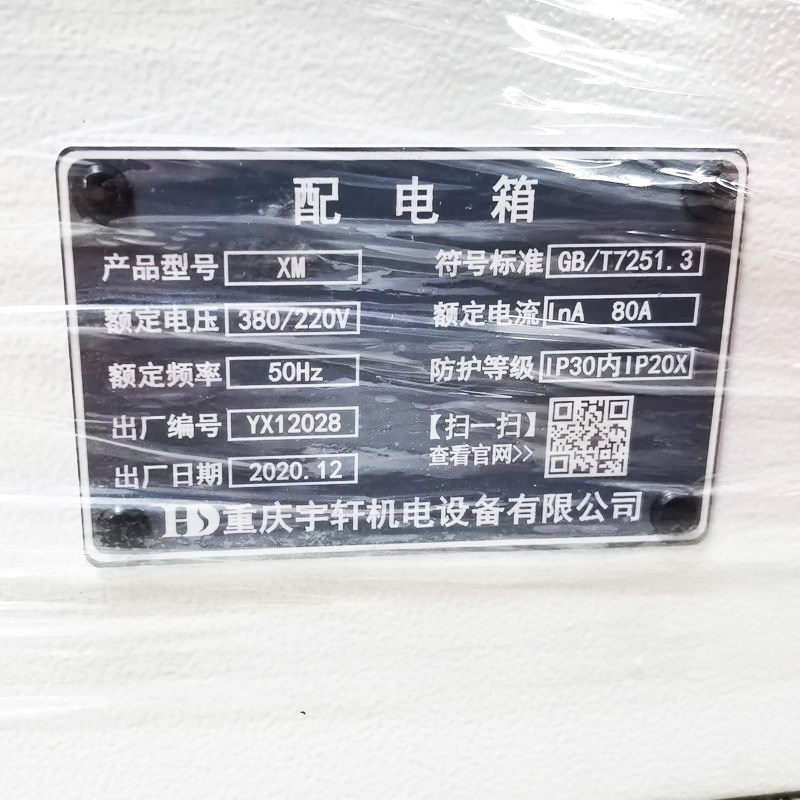 配电箱
产品型号 XM 符号标准 GB/T7251.3
额定电压 380/220V 额定电流 InA 80A
额定频率 50Hz 防护等级 IP30内IP20X
出厂编号 YX12028 【扫一扫】
查看官网>>
出厂日期 2020.12
重庆宇轩机电设备有限公司